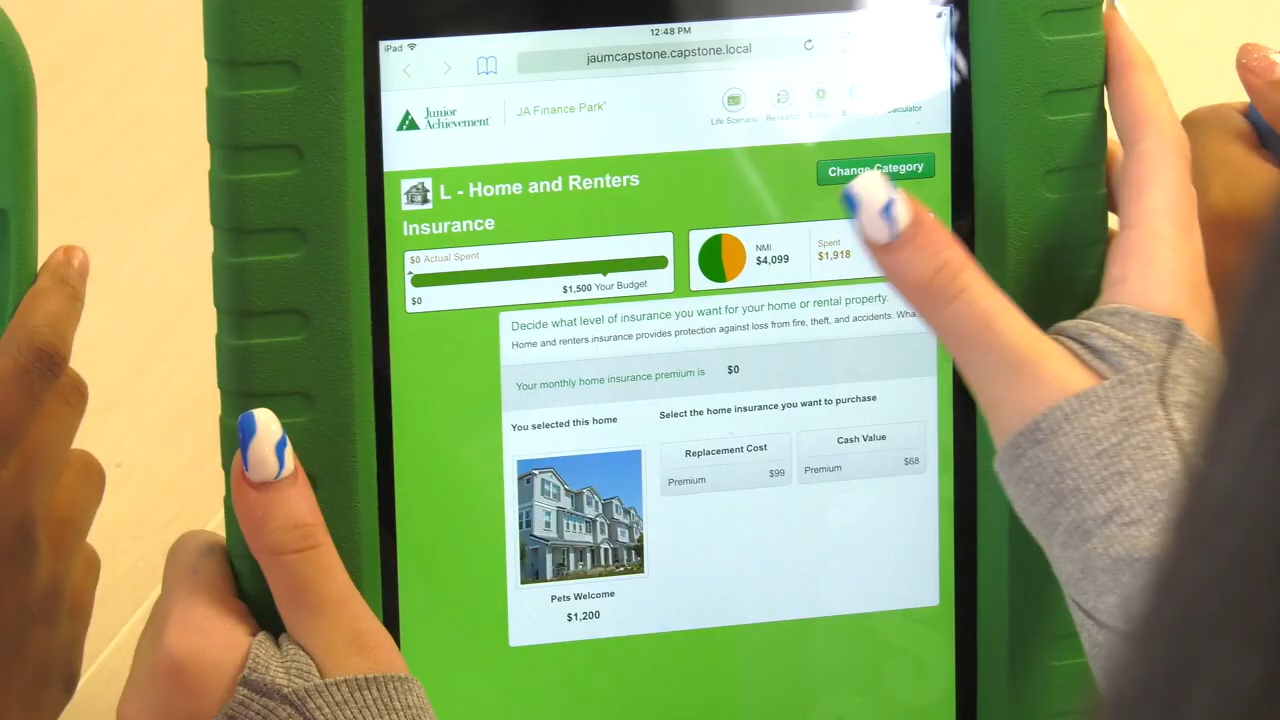 iPad 12:48 PM
jaumcapstone.capstone.local
Junior Achievement
JA Finance Park
Life Scenario Research Budget
L - Home and Renters
Insurance
Change Category
$0 Actual Spent
$0
$1,500 Your Budget
NMI
$4,099
Spent
$1,918
Decide what level of insurance you want for your home or rental property.
Home and renters insurance provides protection against loss from fire, theft, and accidents.
Your monthly home insurance premium is $0
You selected this home
Select the home insurance you want to purchase
Replacement Cost
Premium $99
Cash Value
Premium $68
Pets Welcome
$1,200